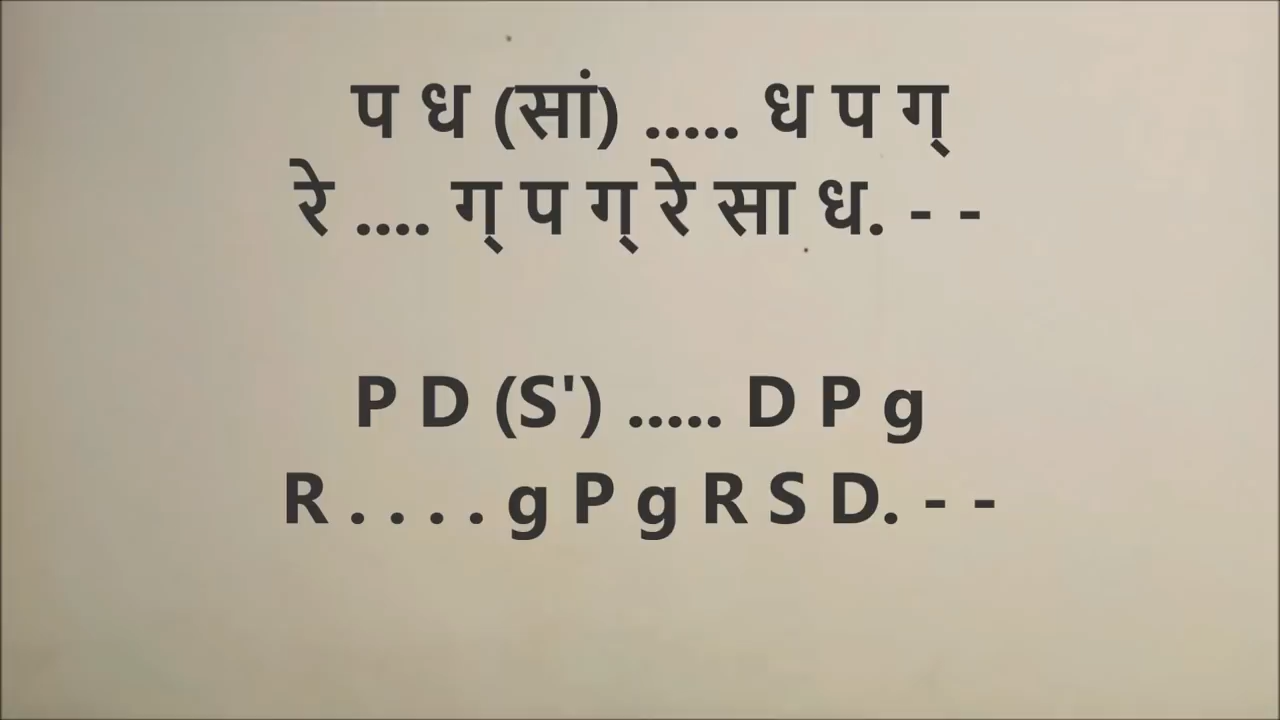 प ध (सां) ..... ध प ग्
रे .... ग् प ग् रे सा ध. - -
P D (S') ..... D P g
R . . . . g P g R S D. - -